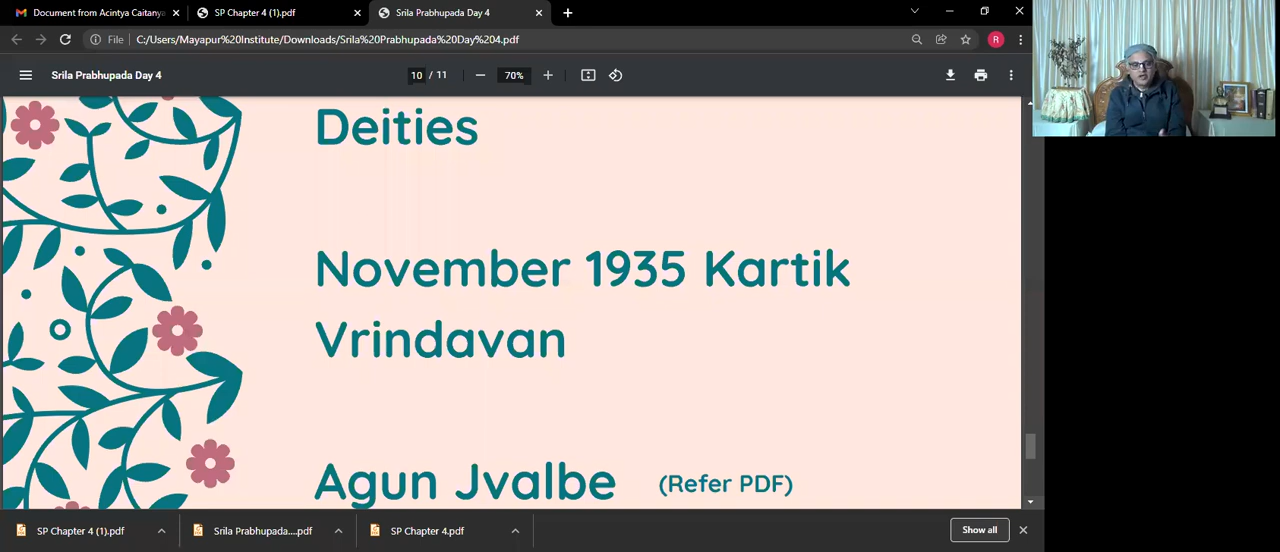 Document from Acintya Caitanya
SP Chapter 4 (1).pdf
Srila Prabhupada Day 4
File
C:/Users/Mayapur%20Institute/Downloads/Srila%20Prabhupada%20Day%204.pdf
R
Srila Prabhupada Day 4
10 / 11
70%
Deities
November 1935 Kartik
Vrindavan
Agun Jvalbe (Refer PDF)
SP Chapter 4 (1).pdf
Srila Prabhupada....pdf
SP Chapter 4.pdf
Show all